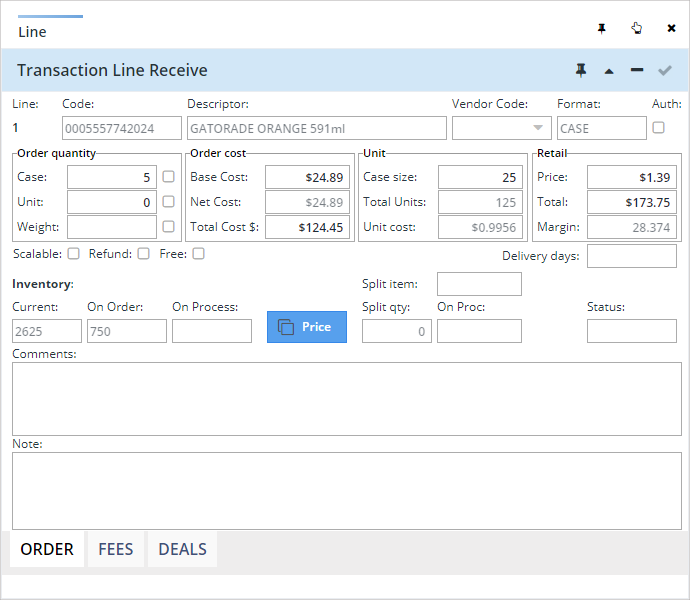 Line
Transaction Line Receive
Line: Code: Descriptor: Vendor Code: Format: Auth:
1 0005557742024 GATORADE ORANGE 591ml CASE
Order quantity Order cost Unit Retail
Case: 5 Base Cost: $24.89 Case size: 25 Price: $1.39
Unit: 0 Net Cost: $24.89 Total Units: 125 Total: $173.75
Weight: Total Cost $: $124.45 Unit cost: $0.9956 Margin: 28.374
Scalable: Refund: Free: Delivery days:
Inventory: Split item:
Current: On Order: On Process: Split qty: On Proc: Status:
2625 750 Price 0
Comments:
Note:
ORDER FEES DEALS